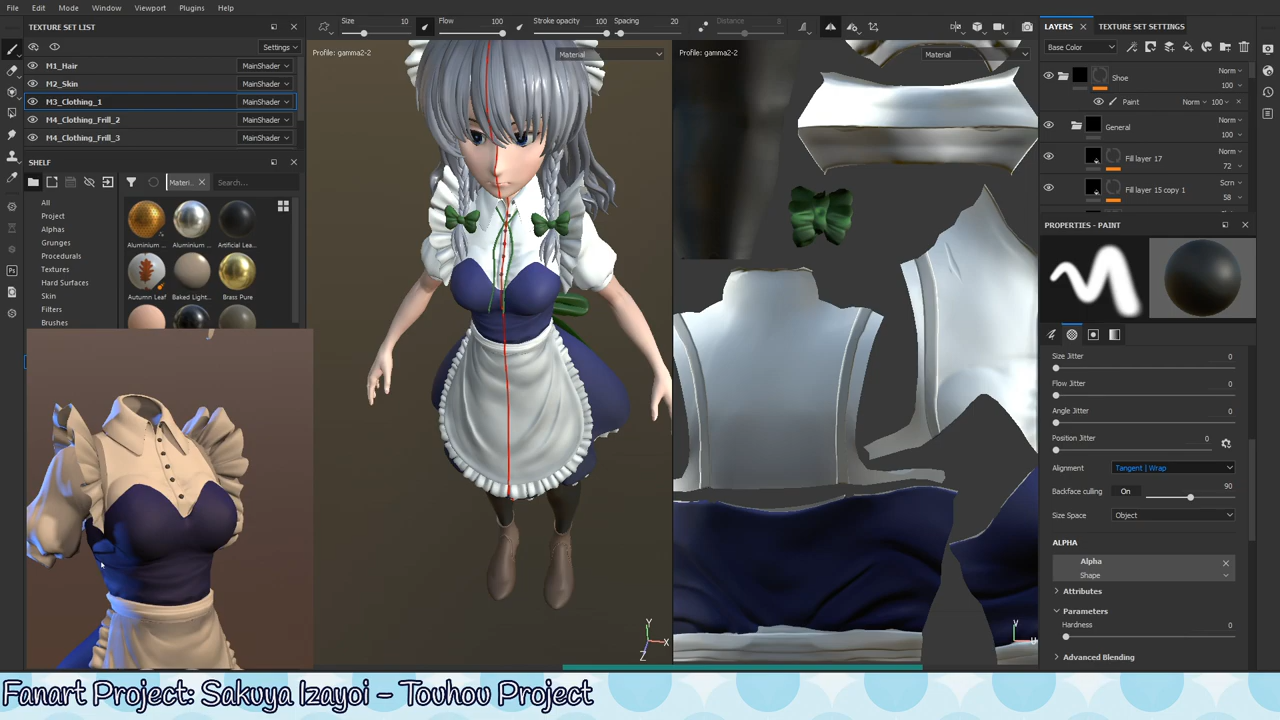 File Edit Mode Window Viewport Plugins Help
TEXTURE SET LIST
Size 10 Flow 100 Stroke opacity 100 Spacing 20 Distance 8
LAYERS TEXTURE SET SETTINGS
Settings
Profile: gamma2-2 Material
Profile: gamma2-2 Material
Base Color
M1_Hair MainShader
M2_Skin MainShader
M3_Clothing_1 MainShader
M4_Clothing_Frill_2 MainShader
M4_Clothing_Frill_3 MainShader
Shoe Norm 100
Paint Norm 100
General Norm 100
Fill layer 17 Norm 72
Fill layer 15 copy 1 Scrn 58
SHELF
Materi... Search...
All
Project
Alphas
Grunges
Procedurals
Textures
Hard Surfaces
Skin
Filters
Brushes
Aluminium ... Aluminium ... Artificial Lea...
Autumn Leaf Baked Light... Brass Pure
PROPERTIES - PAINT
Size Jitter 0
Flow Jitter 0
Angle Jitter 0
Position Jitter 0
Alignment Tangent | Wrap
Backface culling On 90
Size Space Object
ALPHA
Alpha
Shape
Attributes
Parameters
Hardness 0
Advanced Blending
Y
X
Z
Fanart Project: Sakuya Izayoi - Touhou Project